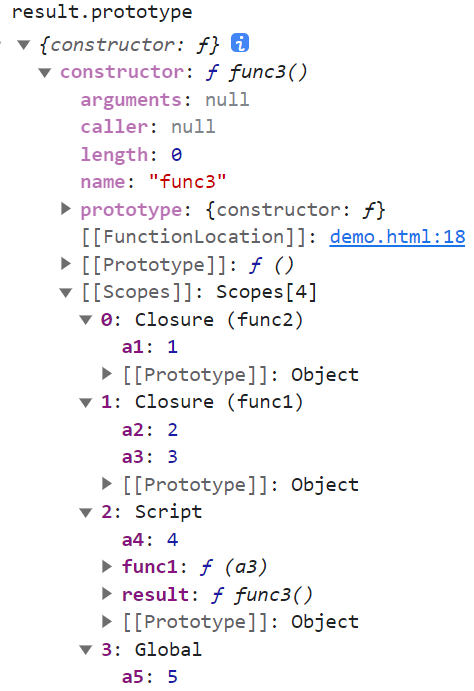 result.prototype
{constructor: ƒ} i
constructor: ƒ func3()
arguments: null
caller: null
length: 0
name: "func3"
prototype: {constructor: ƒ}
[[FunctionLocation]]: demo.html:18
[[Prototype]]: ƒ ()
[[Scopes]]: Scopes[4]
0: Closure (func2)
a1: 1
[[Prototype]]: Object
1: Closure (func1)
a2: 2
a3: 3
[[Prototype]]: Object
2: Script
a4: 4
func1: ƒ (a3)
result: ƒ func3()
[[Prototype]]: Object
3: Global
a5: 5